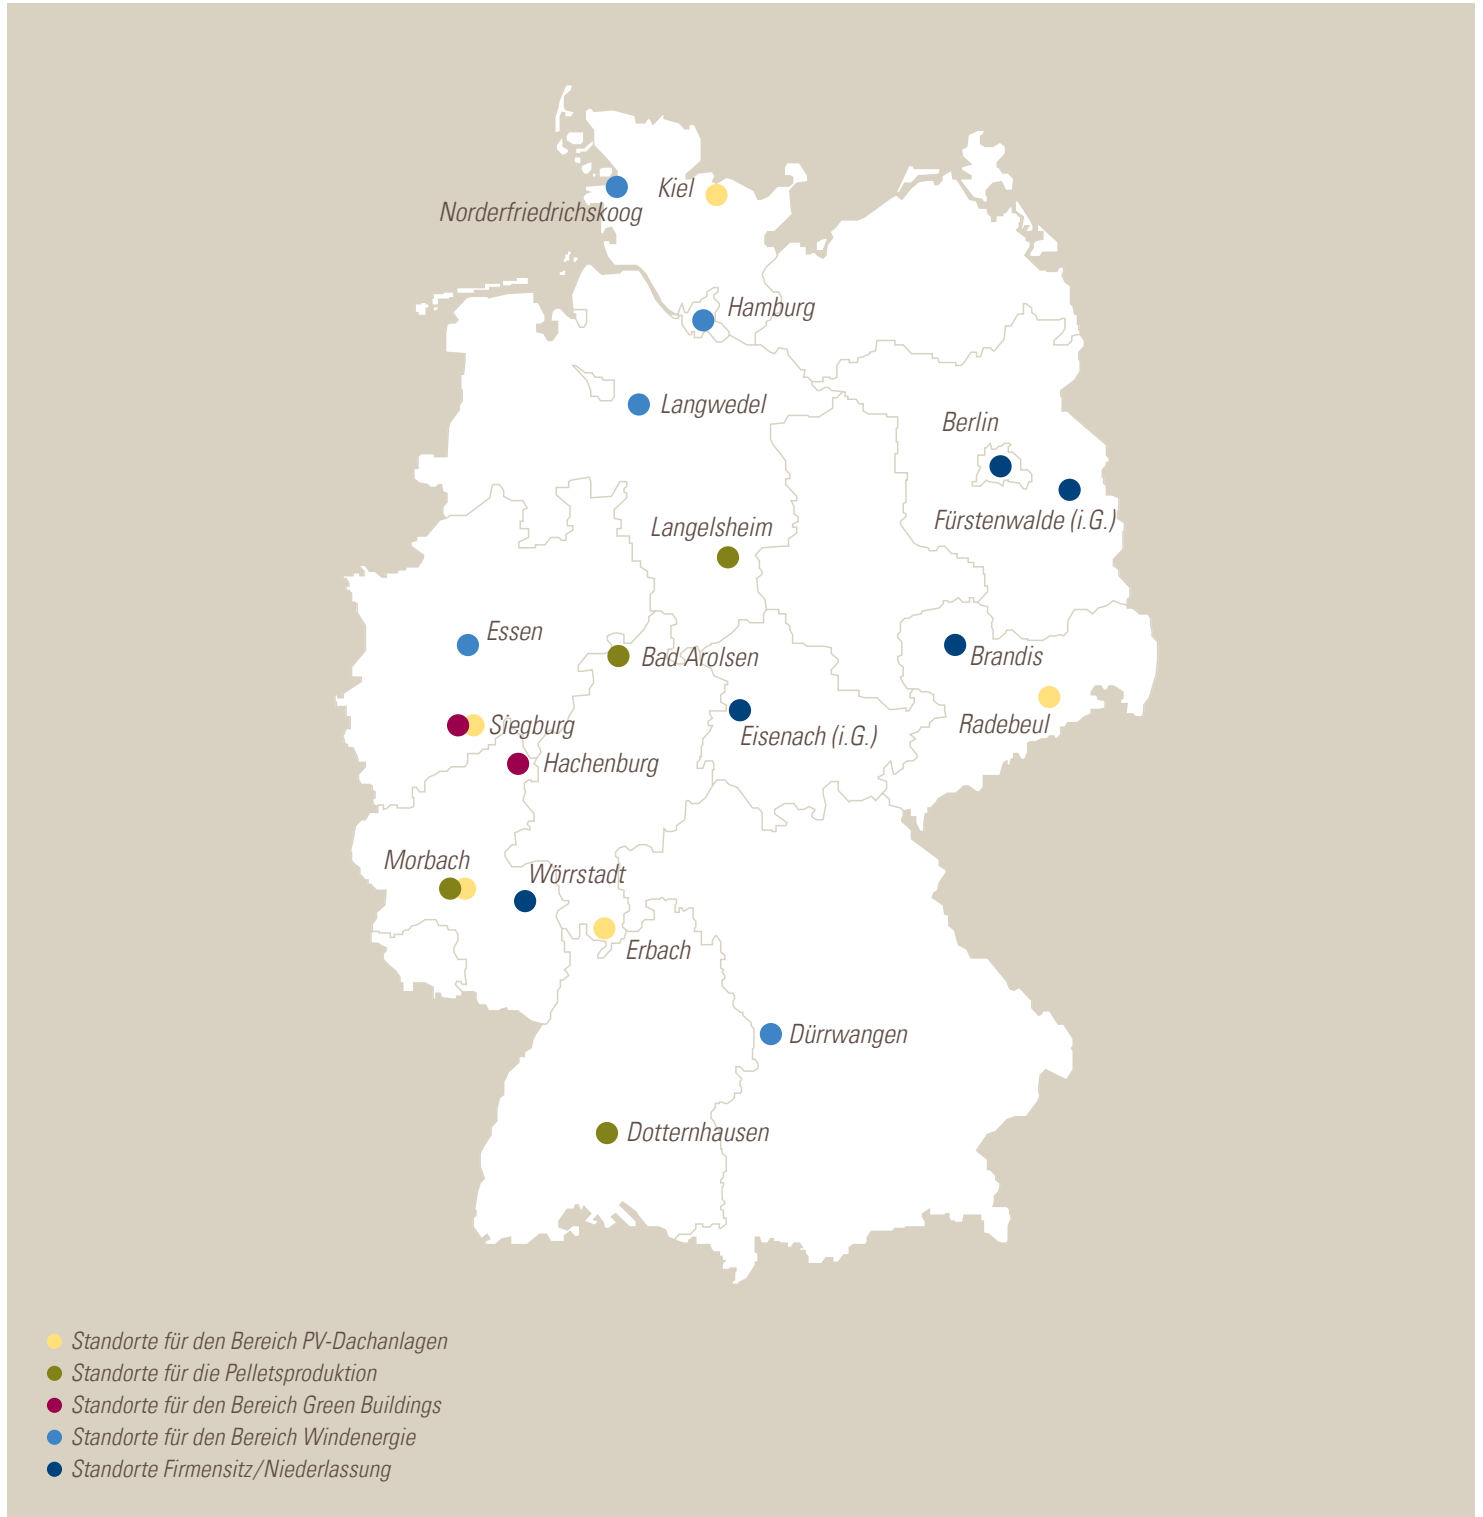 Kiel
Norderfriedrichskoog
Hamburg
Langwedel
Berlin
Fürstenwalde (i.G.)
Langelsheim
Essen
Bad Arolsen
Brandis
Siegburg
Eisenach (i.G.)
Radebeul
Hachenburg
Morbach
Wörrstadt
Erbach
Dürrwangen
Dotternhausen
Standorte für den Bereich PV-Dachanlagen
Standorte für die Pelletsproduktion
Standorte für den Bereich Green Buildings
Standorte für den Bereich Windenergie
Standorte Firmensitz/Niederlassung